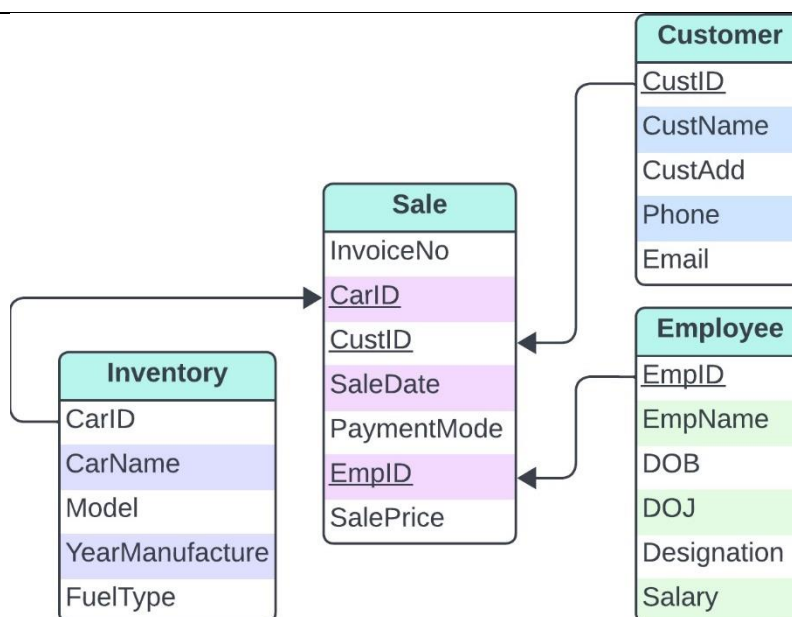 Customer
CustID
CustName
CustAdd
Phone
Email
Sale
InvoiceNo
CarID
CustID
SaleDate
PaymentMode
EmpID
SalePrice
Inventory
CarID
CarName
Model
YearManufacture
FuelType
Employee
EmpID
EmpName
DOB
DOJ
Designation
Salary